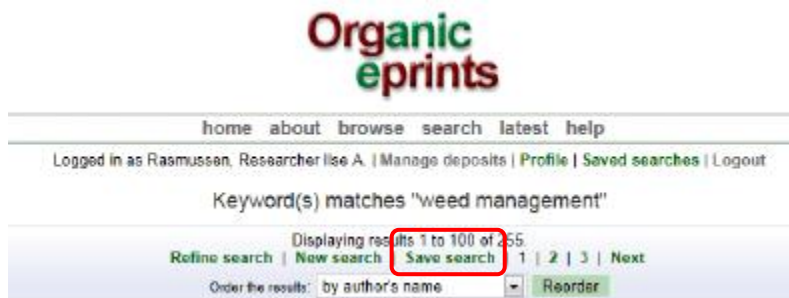 Organic
eprints
home about browse search latest help
Logged in as Rasmussen, Researcher Ilse A. | Manage deposits | Profile | Saved searches | Logout
Keyword(s) matches "weed management"
Displaying results 1 to 100 of 255.
Refine search | New search | Save search | 1 | 2 | 3 | Next
Order the results: by author's name Reorder